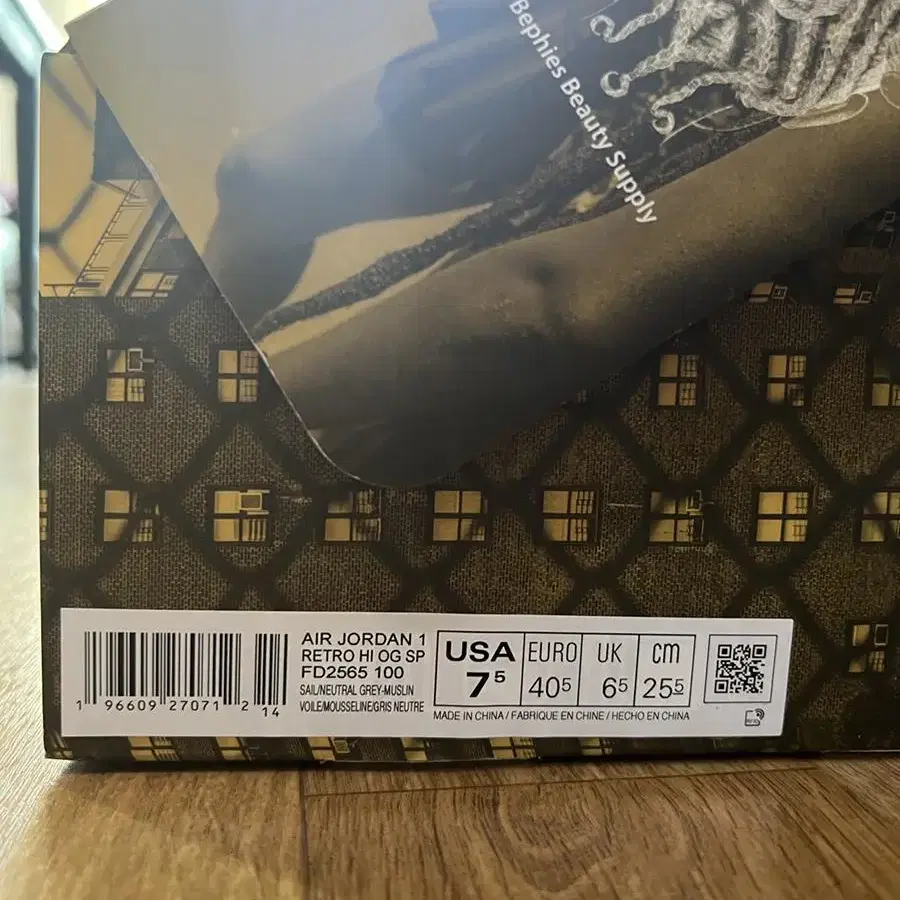 Bephies Beauty Supply
AIR JORDAN 1
RETRO HI OG SP
FD2565 100
SAIL/NEUTRAL GREY-MUSLIN
VOILE/MOUSSELINE/GRIS NEUTRE
1 96609 27071 2 14
USA EURO UK cm
7⁵ 40⁵ 6⁵ 25⁵
MADE IN CHINA / FABRIQUE EN CHINE / HECHO EN CHINA